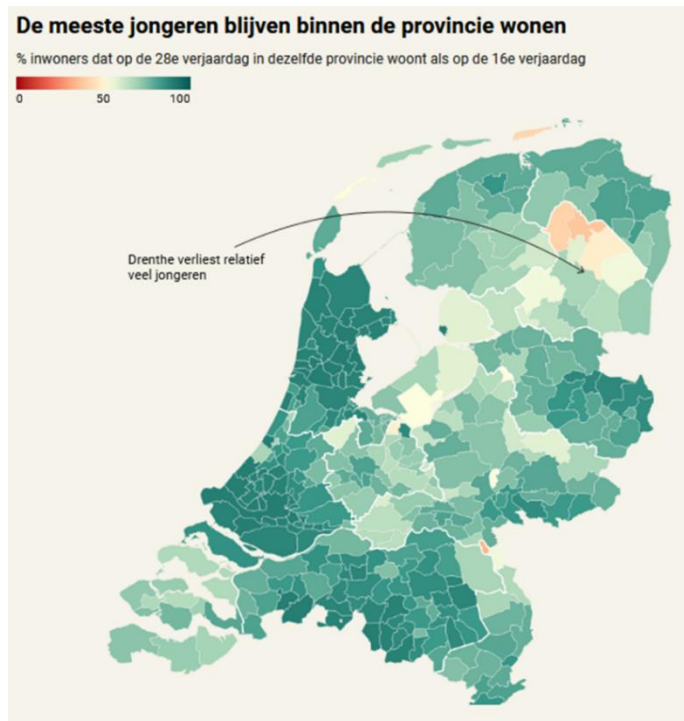 De meeste jongeren blijven binnen de provincie wonen
% inwoners dat op de 28e verjaardag in dezelfde provincie woont als op de 16e verjaardag
0 50 100
Drenthe verliest relatief
veel jongeren